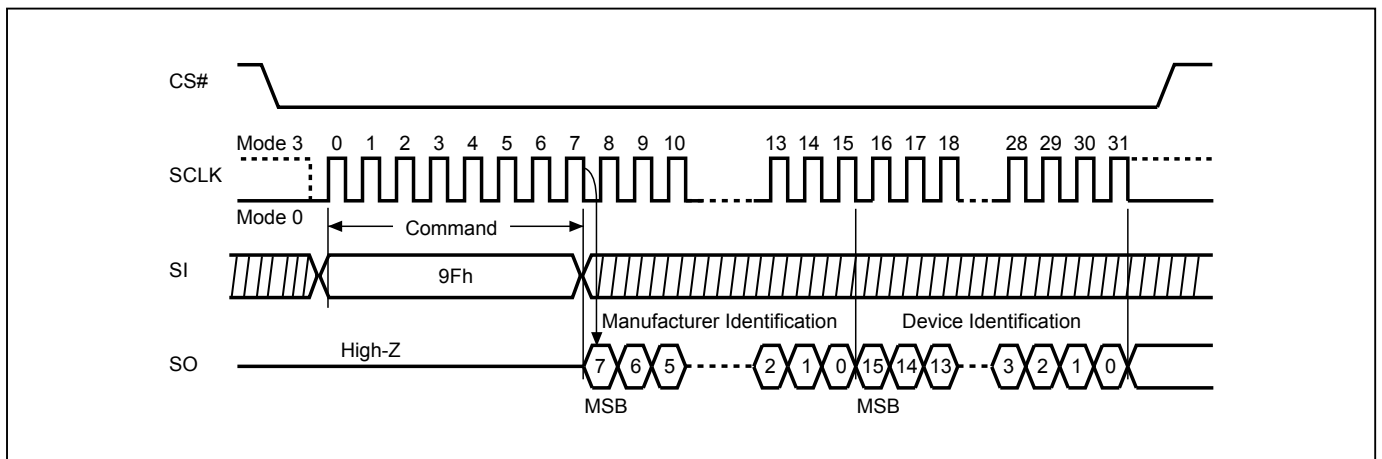 CS#
Mode 3 0 1 2 3 4 5 6 7 8 9 10 13 14 15 16 17 18 28 29 30 31
SCLK
Mode 0
Command
SI
9Fh
Manufacturer Identification Device Identification
High-Z
SO
7 6 5 2 1 0 15 14 13 3 2 1 0
MSB MSB